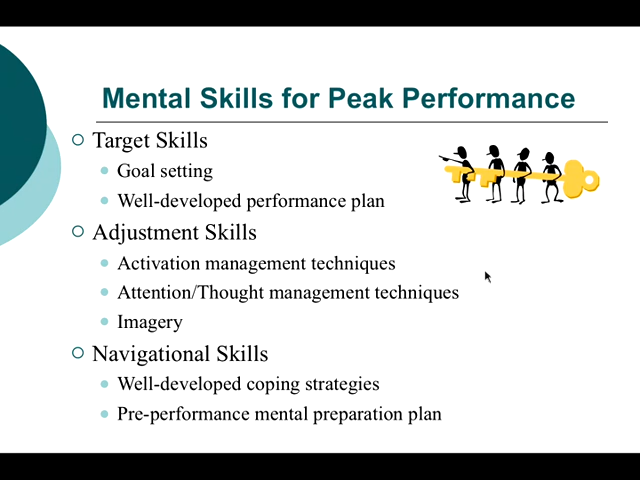 Mental Skills for Peak Performance
Target Skills
Goal setting
Well-developed performance plan
Adjustment Skills
Activation management techniques
Attention/Thought management techniques
Imagery
Navigational Skills
Well-developed coping strategies
Pre-performance mental preparation plan